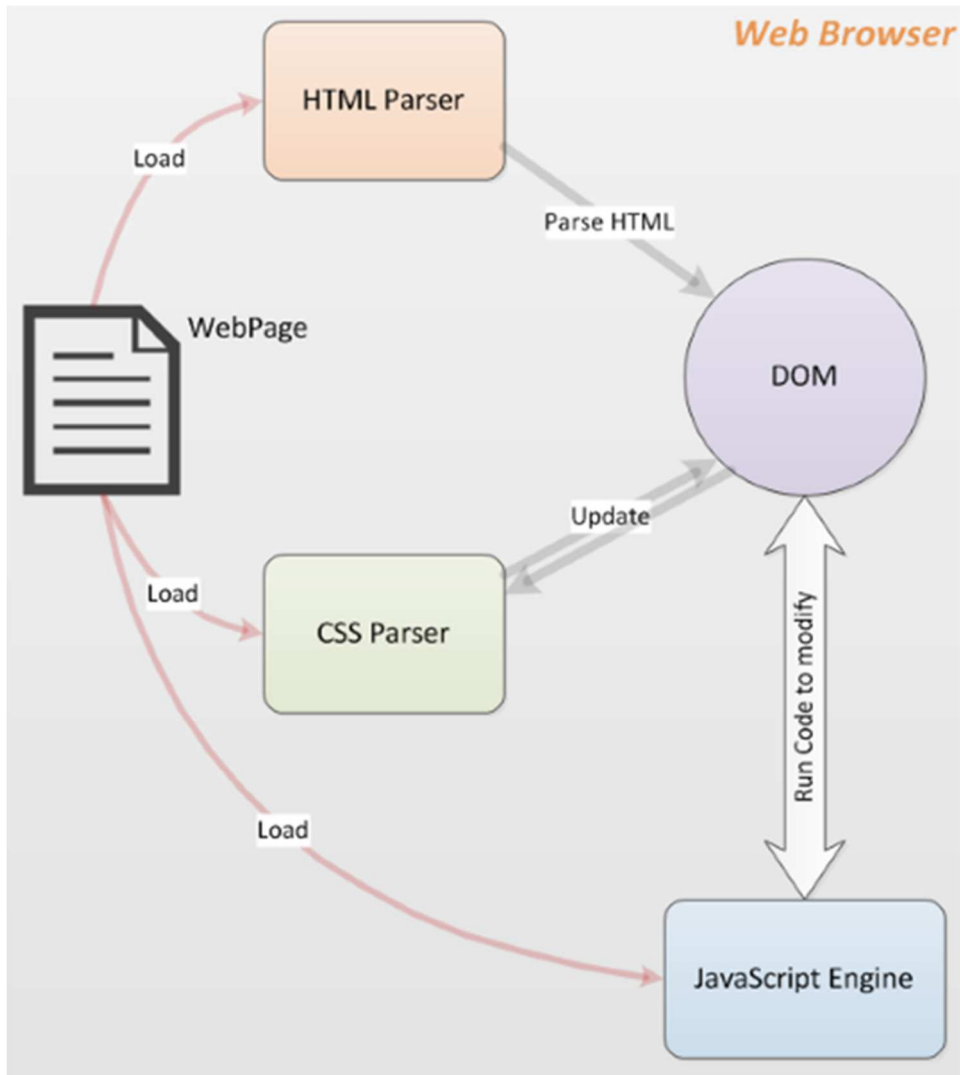 Web Browser
HTML Parser
Load
Parse HTML
WebPage
DOM
Update
Load
CSS Parser
Run Code to modify
Load
JavaScript Engine